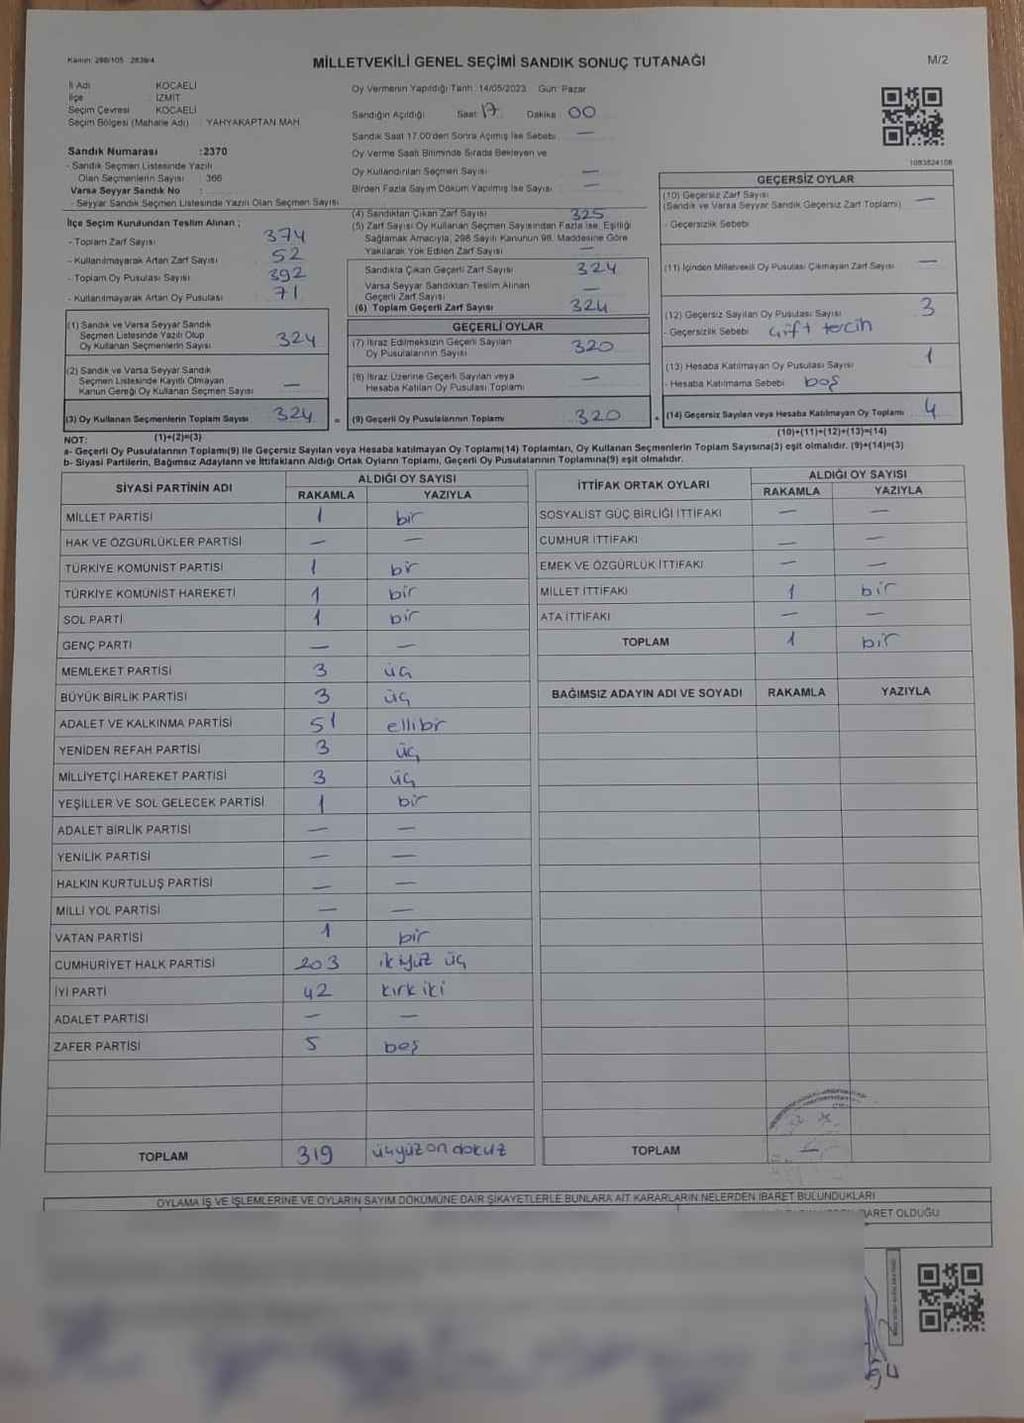 Kanun: 298/105 2839/4
MİLLETVEKİLİ GENEL SEÇİMİ SANDIK SONUÇ TUTANAĞI
M/2
İl Adı KOCAELİ
İlçe İZMİT
Seçim Çevresi KOCAELİ
Seçim Bölgesi (Mahalle Adı) YAHYAKAPTAN MAH
Sandık Numarası :2370
- Sandık Seçmen Listesinde Yazılı
Olan Seçmenlerin Sayısı : 366
Varsa Seyyar Sandık No :
- Seyyar Sandık Seçmen Listesinde Yazılı Olan Seçmen Sayısı
İlçe Seçim Kurulundan Teslim Alınan ;
- Toplam Zarf Sayısı 374
- Kullanılmayarak Artan Zarf Sayısı 52
- Toplam Oy Pusulası Sayısı 392
- Kullanılmayarak Artan Oy Pusulası 71
(1) Sandık ve Varsa Seyyar Sandık
Seçmen Listesinde Yazılı Olup
Oy Kullanan Seçmenlerin Sayısı 324
(2) Sandık ve Varsa Seyyar Sandık
Seçmen Listesinde Kayıtlı Olmayan
Kanun Gereği Oy Kullanan Seçmen Sayısı —
(3) Oy Kullanan Seçmenlerin Toplam Sayısı 324 =
Oy Vermenin Yapıldığı Tarih :14/05/2023 Gün: Pazar
Sandığın Açıldığı Saat 17 Dakika 00
Sandık Saat 17.00'den Sonra Açılmış İse Sebebi —
Oy Verme Saati Bitiminde Sırada Bekleyen ve
Oy Kullandırılan Seçmen Sayısı —
Birden Fazla Sayım Döküm Yapılmış İse Sayısı —
(4) Sandıktan Çıkan Zarf Sayısı 325
(5) Zarf Sayısı Oy Kullanan Seçmen Sayısından Fazla İse, Eşitliği
Sağlamak Amacıyla, 298 Sayılı Kanunun 98. Maddesine Göre
Yakılarak Yok Edilen Zarf Sayısı —
Sandıkta Çıkan Geçerli Zarf Sayısı 324
Varsa Seyyar Sandıktan Teslim Alınan
Geçerli Zarf Sayısı —
(6) Toplam Geçerli Zarf Sayısı 324
GEÇERLİ OYLAR
(7) İtiraz Edilmeksizin Geçerli Sayılan
Oy Pusulalarının Sayısı 320
(8) İtiraz Üzerine Geçerli Sayılan veya
Hesaba Katılan Oy Pusulası Toplamı —
(9) Geçerli Oy Pusulalarının Toplamı 320 +
1083824108
GEÇERSİZ OYLAR
(10) Geçersiz Zarf Sayısı
(Sandık ve Varsa Seyyar Sandık Geçersiz Zarf Toplamı) —
- Geçersizlik Sebebi
(11) İçinden Milletvekili Oy Pusulası Çıkmayan Zarf Sayısı —
(12) Geçersiz Sayılan Oy Pusulası Sayısı 3
- Geçersizlik Sebebi Çift tercih
(13) Hesaba Katılmayan Oy Pusulası Sayısı 1
- Hesaba Katılmama Sebebi boş
(14) Geçersiz Sayılan veya Hesaba Katılmayan Oy Toplamı 4
NOT: (1)+(2)=(3)
(10)+(11)+(12)+(13)=(14)
a- Geçerli Oy Pusulalarının Toplamı(9) ile Geçersiz Sayılan veya Hesaba katılmayan Oy Toplamı(14) Toplamları, Oy Kullanan Seçmenlerin Toplam Sayısına(3) eşit olmalıdır. (9)+(14)=(3)
b- Siyasi Partilerin, Bağımsız Adayların ve İttifakların Aldığı Ortak Oyların Toplamı, Geçerli Oy Pusulalarının Toplamına(9) eşit olmalıdır.
SİYASİ PARTİNİN ADI
ALDIĞI OY SAYISI
RAKAMLA YAZIYLA
MİLLET PARTİSİ 1 bir
HAK VE ÖZGÜRLÜKLER PARTİSİ — —
TÜRKİYE KOMÜNİST PARTİSİ 1 bir
TÜRKİYE KOMÜNİST HAREKETİ 1 bir
SOL PARTİ 1 bir
GENÇ PARTİ — —
MEMLEKET PARTİSİ 3 üç
BÜYÜK BİRLİK PARTİSİ 3 üç
ADALET VE KALKINMA PARTİSİ 51 ellibir
YENİDEN REFAH PARTİSİ 3 üç
MİLLİYETÇİ HAREKET PARTİSİ 3 üç
YEŞİLLER VE SOL GELECEK PARTİSİ 1 bir
ADALET BİRLİK PARTİSİ — —
YENİLİK PARTİSİ — —
HALKIN KURTULUŞ PARTİSİ — —
MİLLİ YOL PARTİSİ — —
VATAN PARTİSİ 1 bir
CUMHURİYET HALK PARTİSİ 203 ikiyüz üç
İYİ PARTİ 42 kırk iki
ADALET PARTİSİ — —
ZAFER PARTİSİ 5 beş
TOPLAM 319 üçyüz on dokuz
İTTİFAK ORTAK OYLARI
ALDIĞI OY SAYISI
RAKAMLA YAZIYLA
SOSYALİST GÜÇ BİRLİĞİ İTTİFAKI — —
CUMHUR İTTİFAKI — —
EMEK VE ÖZGÜRLÜK İTTİFAKI — —
MİLLET İTTİFAKI 1 bir
ATA İTTİFAKI — —
TOPLAM 1 bir
BAĞIMSIZ ADAYIN ADI VE SOYADI RAKAMLA YAZIYLA
TOPLAM —
OYLAMA İŞ VE İŞLEMLERİNE VE OYLARIN SAYIM DÖKÜMÜNE DAİR ŞİKAYETLERLE BUNLARA AİT KARARLARIN NELERDEN İBARET BULUNDUKLARI
BARET OLDUĞU